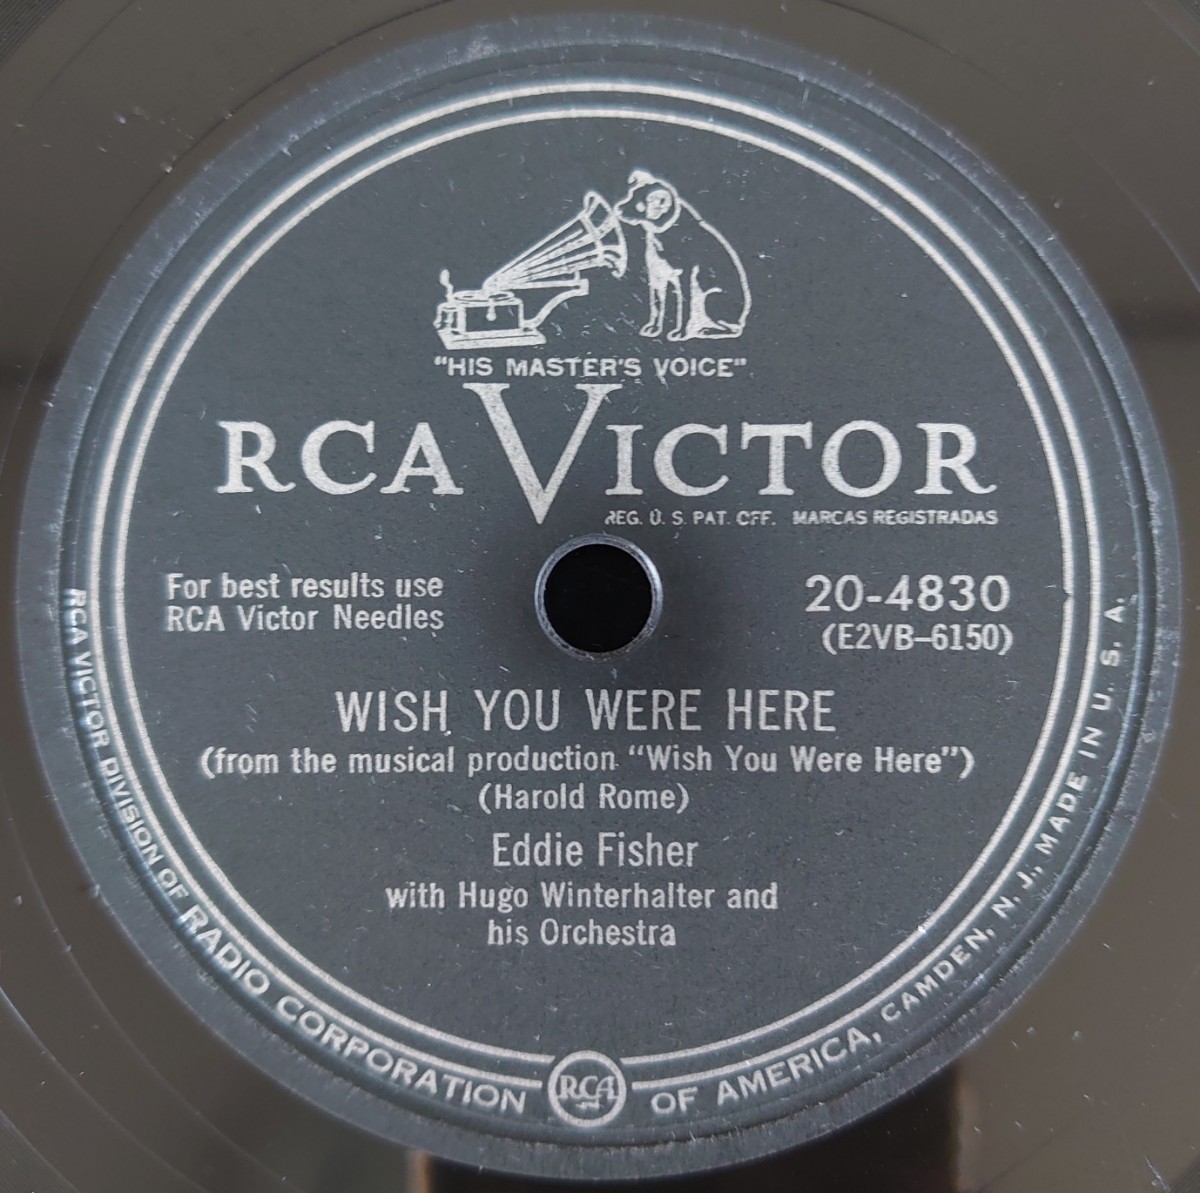 "HIS MASTER'S VOICE"
RCA VICTOR
REG. U. S. PAT. OFF. MARCAS REGISTRADAS
For best results use
RCA Victor Needles
20-4830
(E2VB-6150)
WISH YOU WERE HERE
(from the musical production "Wish You Were Here")
(Harold Rome)
Eddie Fisher
with Hugo Winterhalter and
his Orchestra
RCA VICTOR DIVISION OF RADIO CORPORATION OF AMERICA, CAMDEN, N. J., MADE IN U. S. A.
RCA